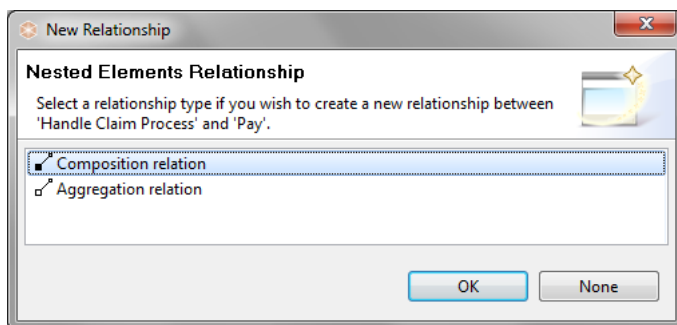 New Relationship
Nested Elements Relationship
Select a relationship type if you wish to create a new relationship between
'Handle Claim Process' and 'Pay'.
Composition relation
Aggregation relation
OK None